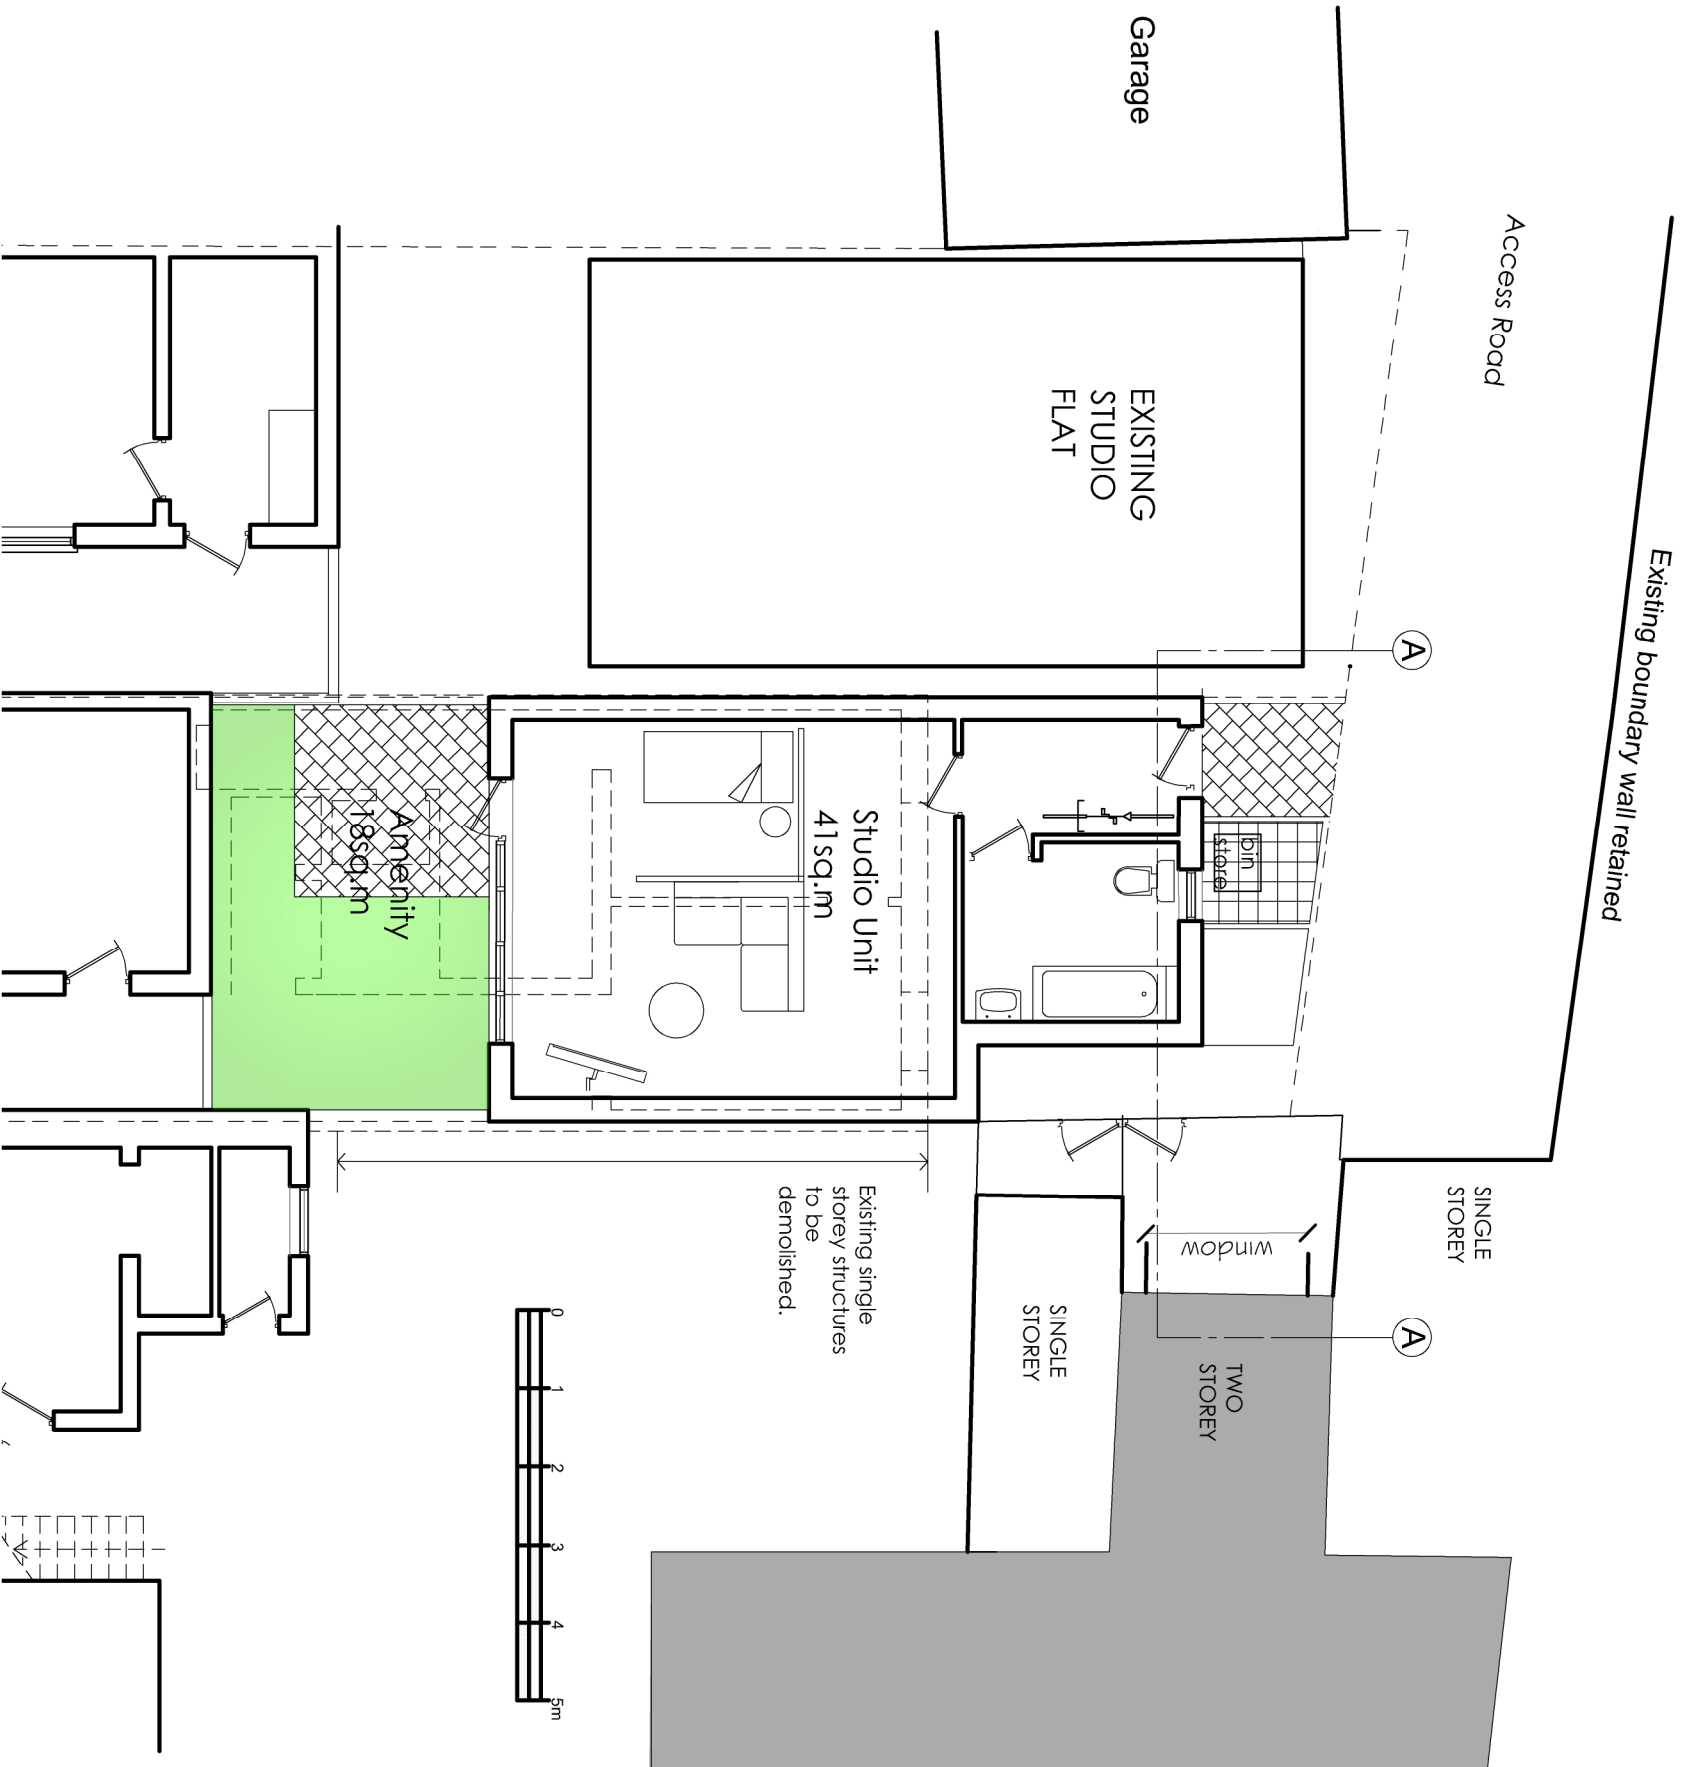 Garage
Access Road
Existing boundary wall retained
EXISTING
STUDIO
FLAT
A
bin
store
Studio Unit
41sq.m
Amenity
18sq.m
Existing single
storey structures
to be
demolished.
SINGLE
STOREY
window
SINGLE
STOREY
TWO
STOREY
A
0
1
2
3
4
5m